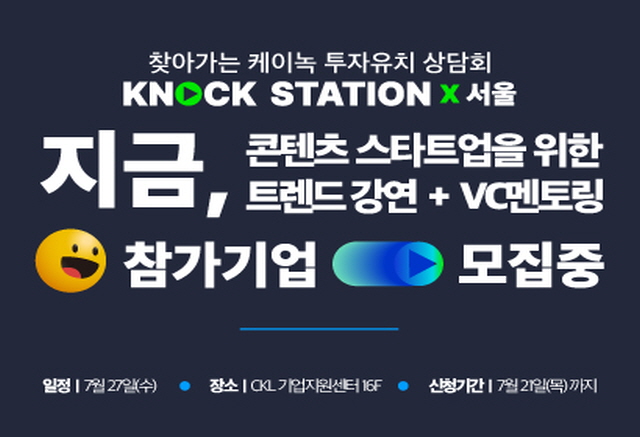 찾아가는 케이녹 투자유치 상담회
KNOCK STATION X 서울
지금, 콘텐츠 스타트업을 위한
트렌드 강연 + VC멘토링
참가기업 모집중
일정 | 7월 27일(수) ● 장소 | CKL 기업지원센터 16F ● 신청기간 | 7월 21일(목) 까지